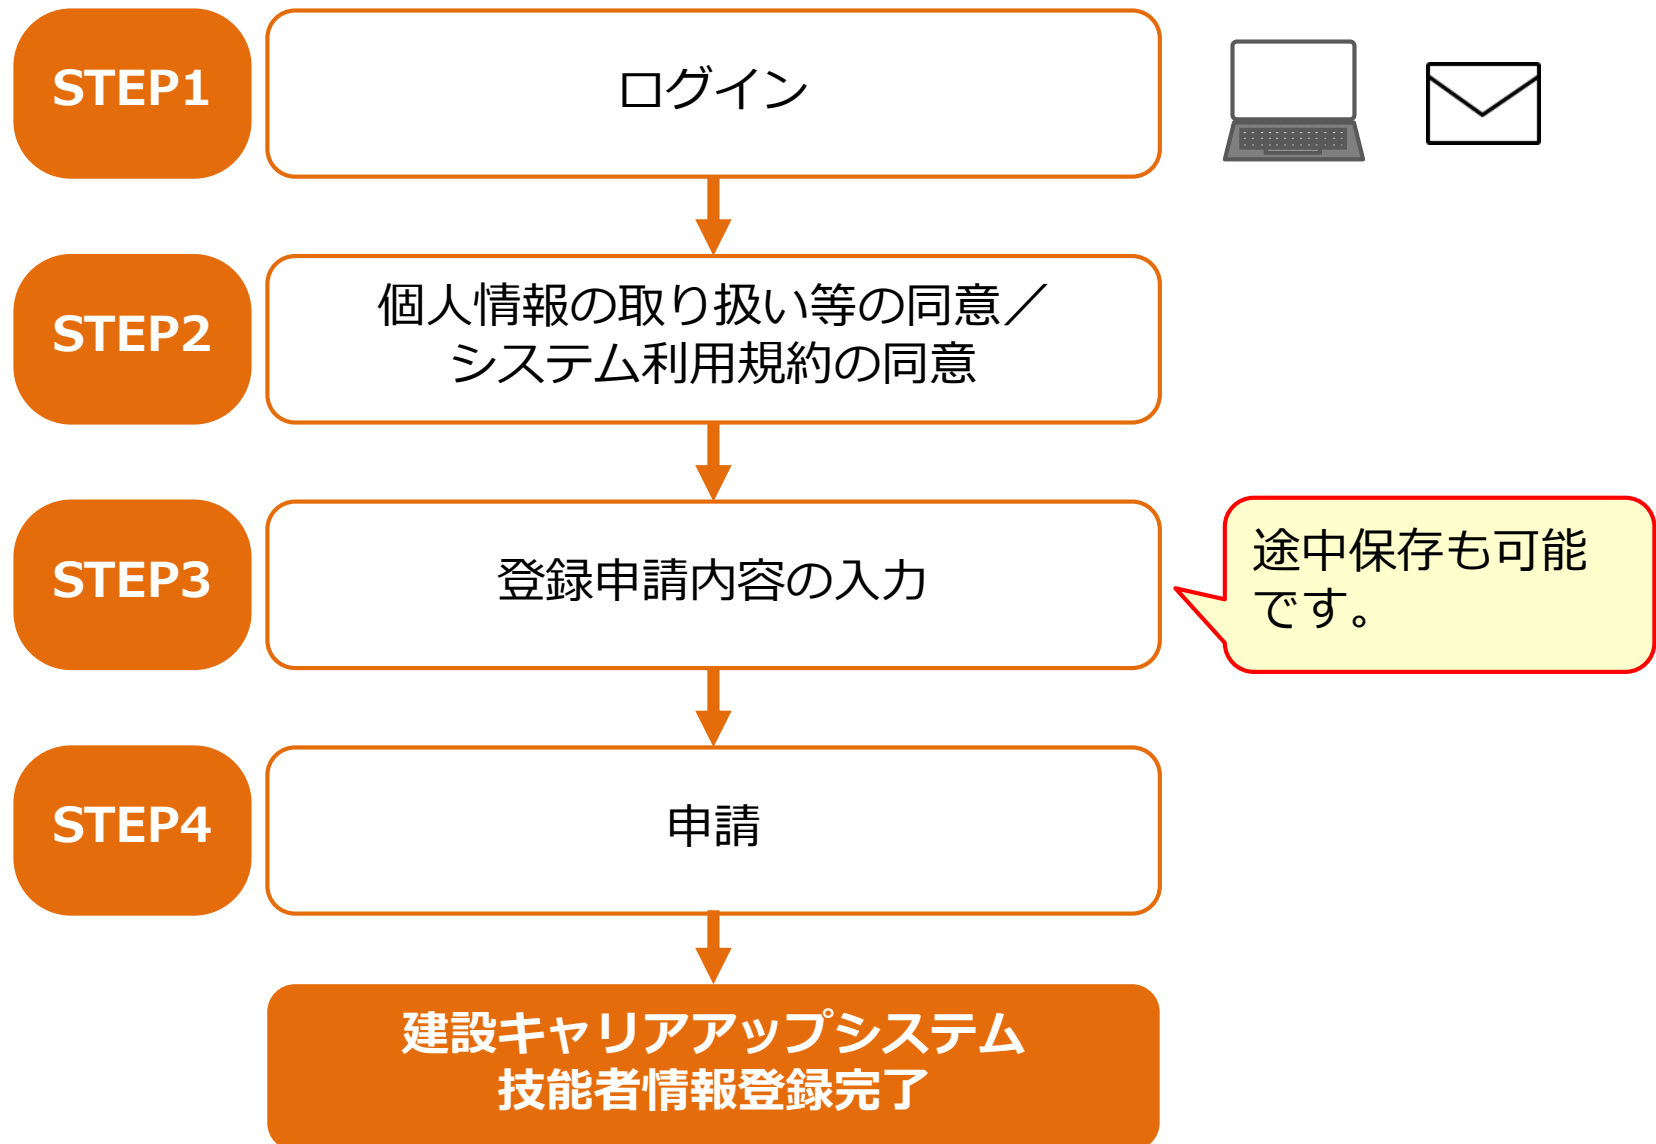 STEP1
ログイン
STEP2
個人情報の取り扱い等の同意／
システム利用規約の同意
STEP3
登録申請内容の入力
途中保存も可能
です。
STEP4
申請
建設キャリアアップシステム
技能者情報登録完了